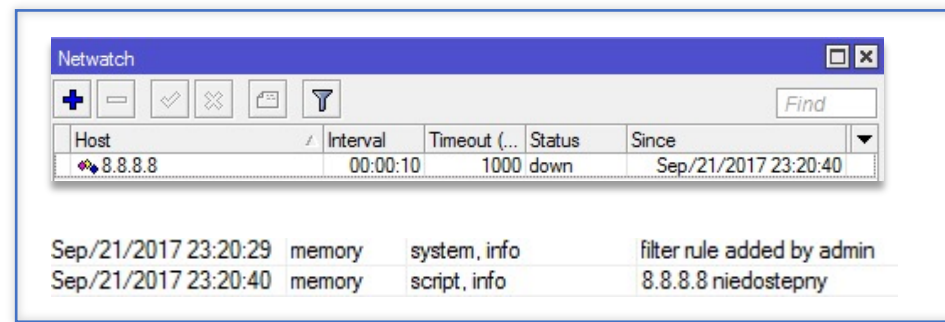 Netwatch
Find
Host Interval Timeout (... Status Since
8.8.8.8 00:00:10 1000 down Sep/21/2017 23:20:40
Sep/21/2017 23:20:29 memory system, info filter rule added by admin
Sep/21/2017 23:20:40 memory script, info 8.8.8.8 niedostepny